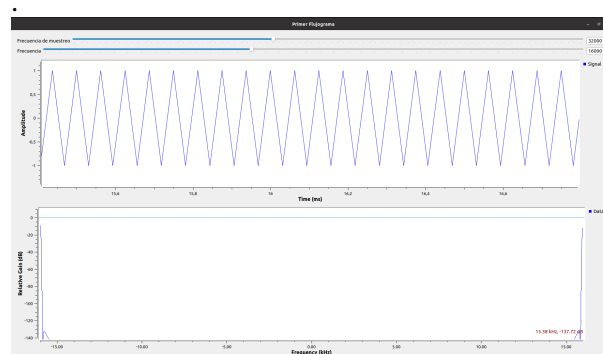 Primer Flujograma
Frecuencia de muestreo 32000
Frecuencia 16000
Signal
1
0,5
0
0,5
-1
Amplitude
15,6 15,8 16 16,2 16,4 16,6
Time (ms)
Data
0
-20
-40
-60
-80
-100
-120
-140
Relative Gain (dB)
15.38 kHz, -137.72 dB
-15.00 -10.00 -5.00 0.00 5.00 10.00 15.00
Frequency (kHz)